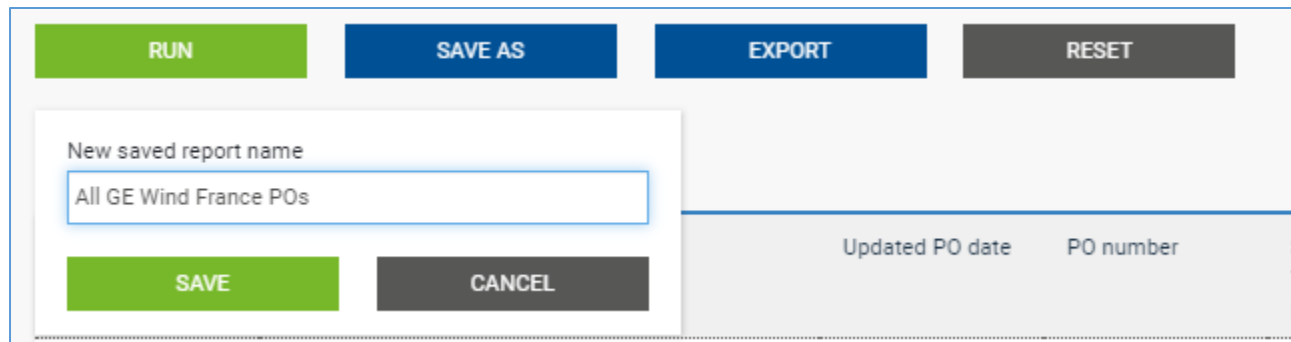 RUN SAVE AS EXPORT RESET
New saved report name
All GE Wind France POs
Updated PO date PO number
SAVE CANCEL